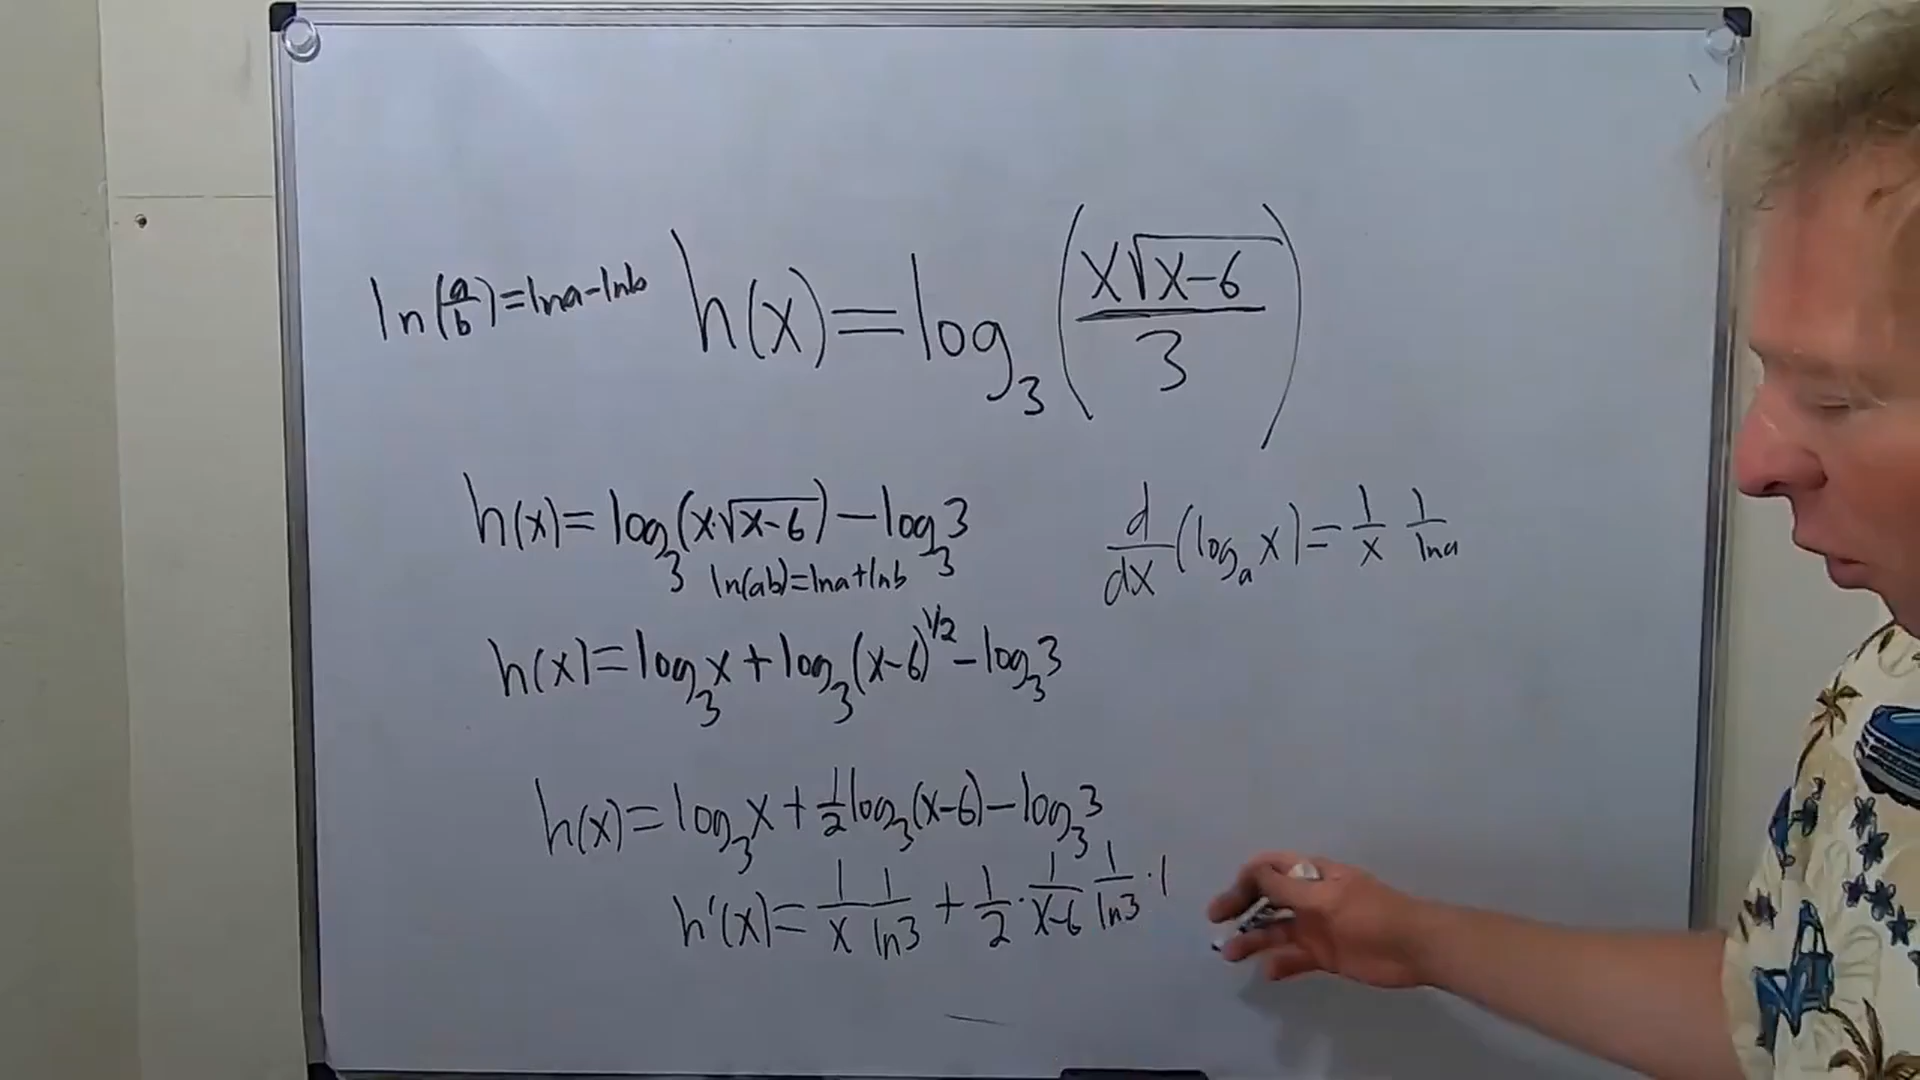 ln(a/b)=lna-lnb
h(x)=log₃(x√(x-6)/3)
h(x)=log₃(x·√(x-6))-log₃3
ln(ab)=lna+lnb
d/dx(logₐx)=1/x 1/lna
h(x)=log₃x+log₃(x-6)^1/2-log₃3
h(x)=log₃x+1/2log₃(x-6)-log₃3
h'(x)=1/x 1/ln3+1/2·1/(x-6) 1/ln3·1